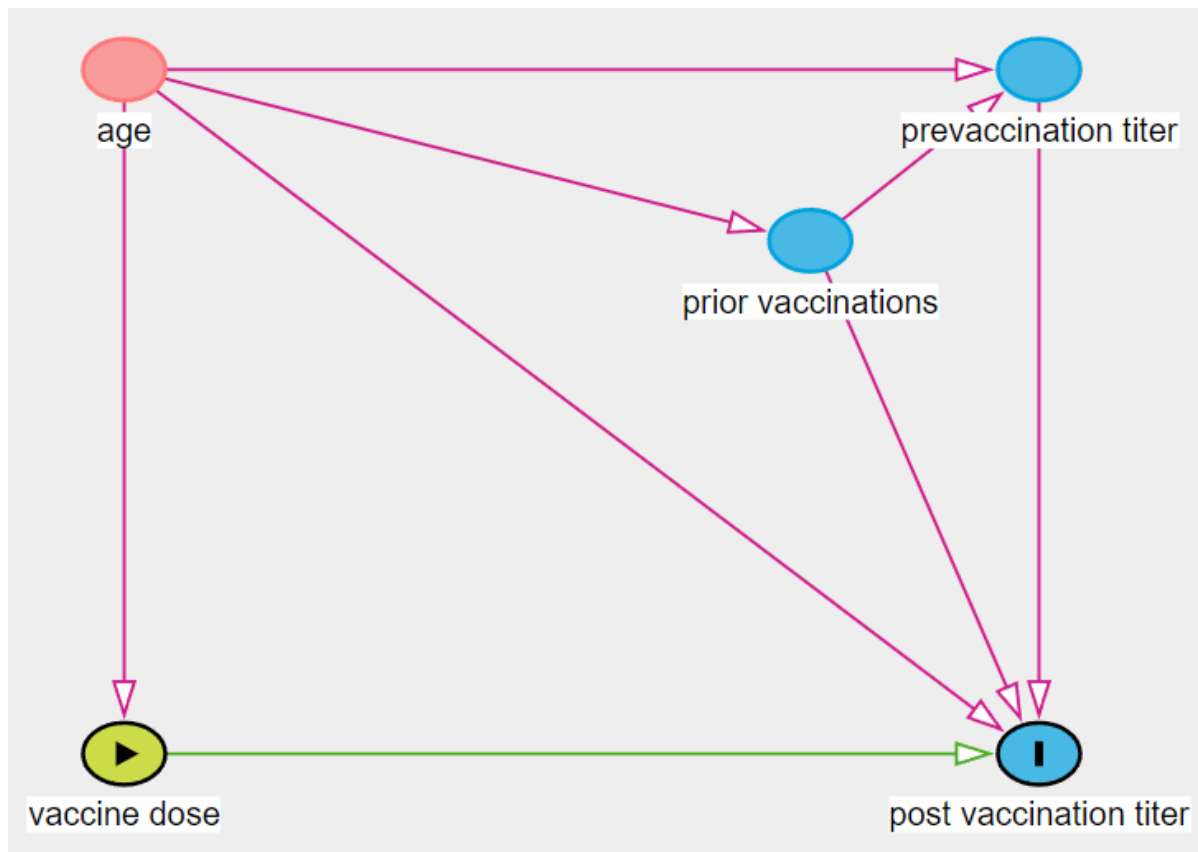 age
prevaccination titer
prior vaccinations
vaccine dose
post vaccination titer